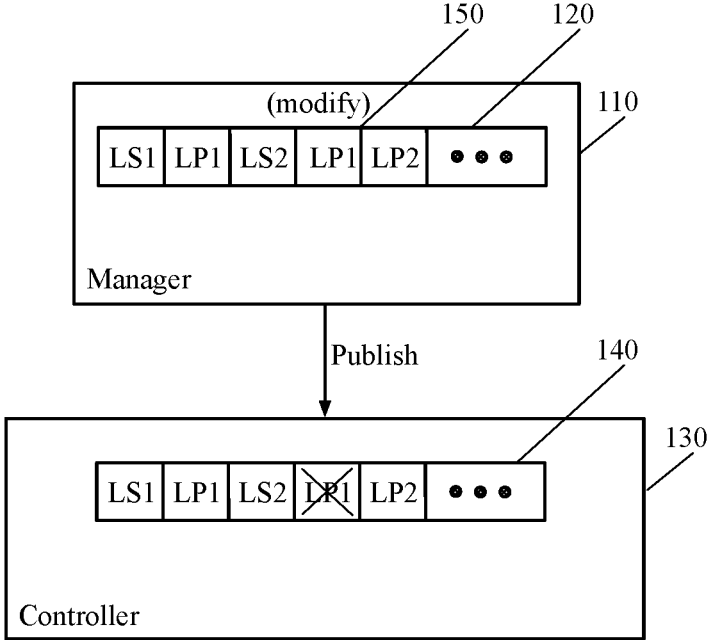 150 120
(modify) 110
LS1 LP1 LS2 LP1 LP2
Manager
Publish
140
130
LS1 LP1 LS2 LP1 LP2
Controller